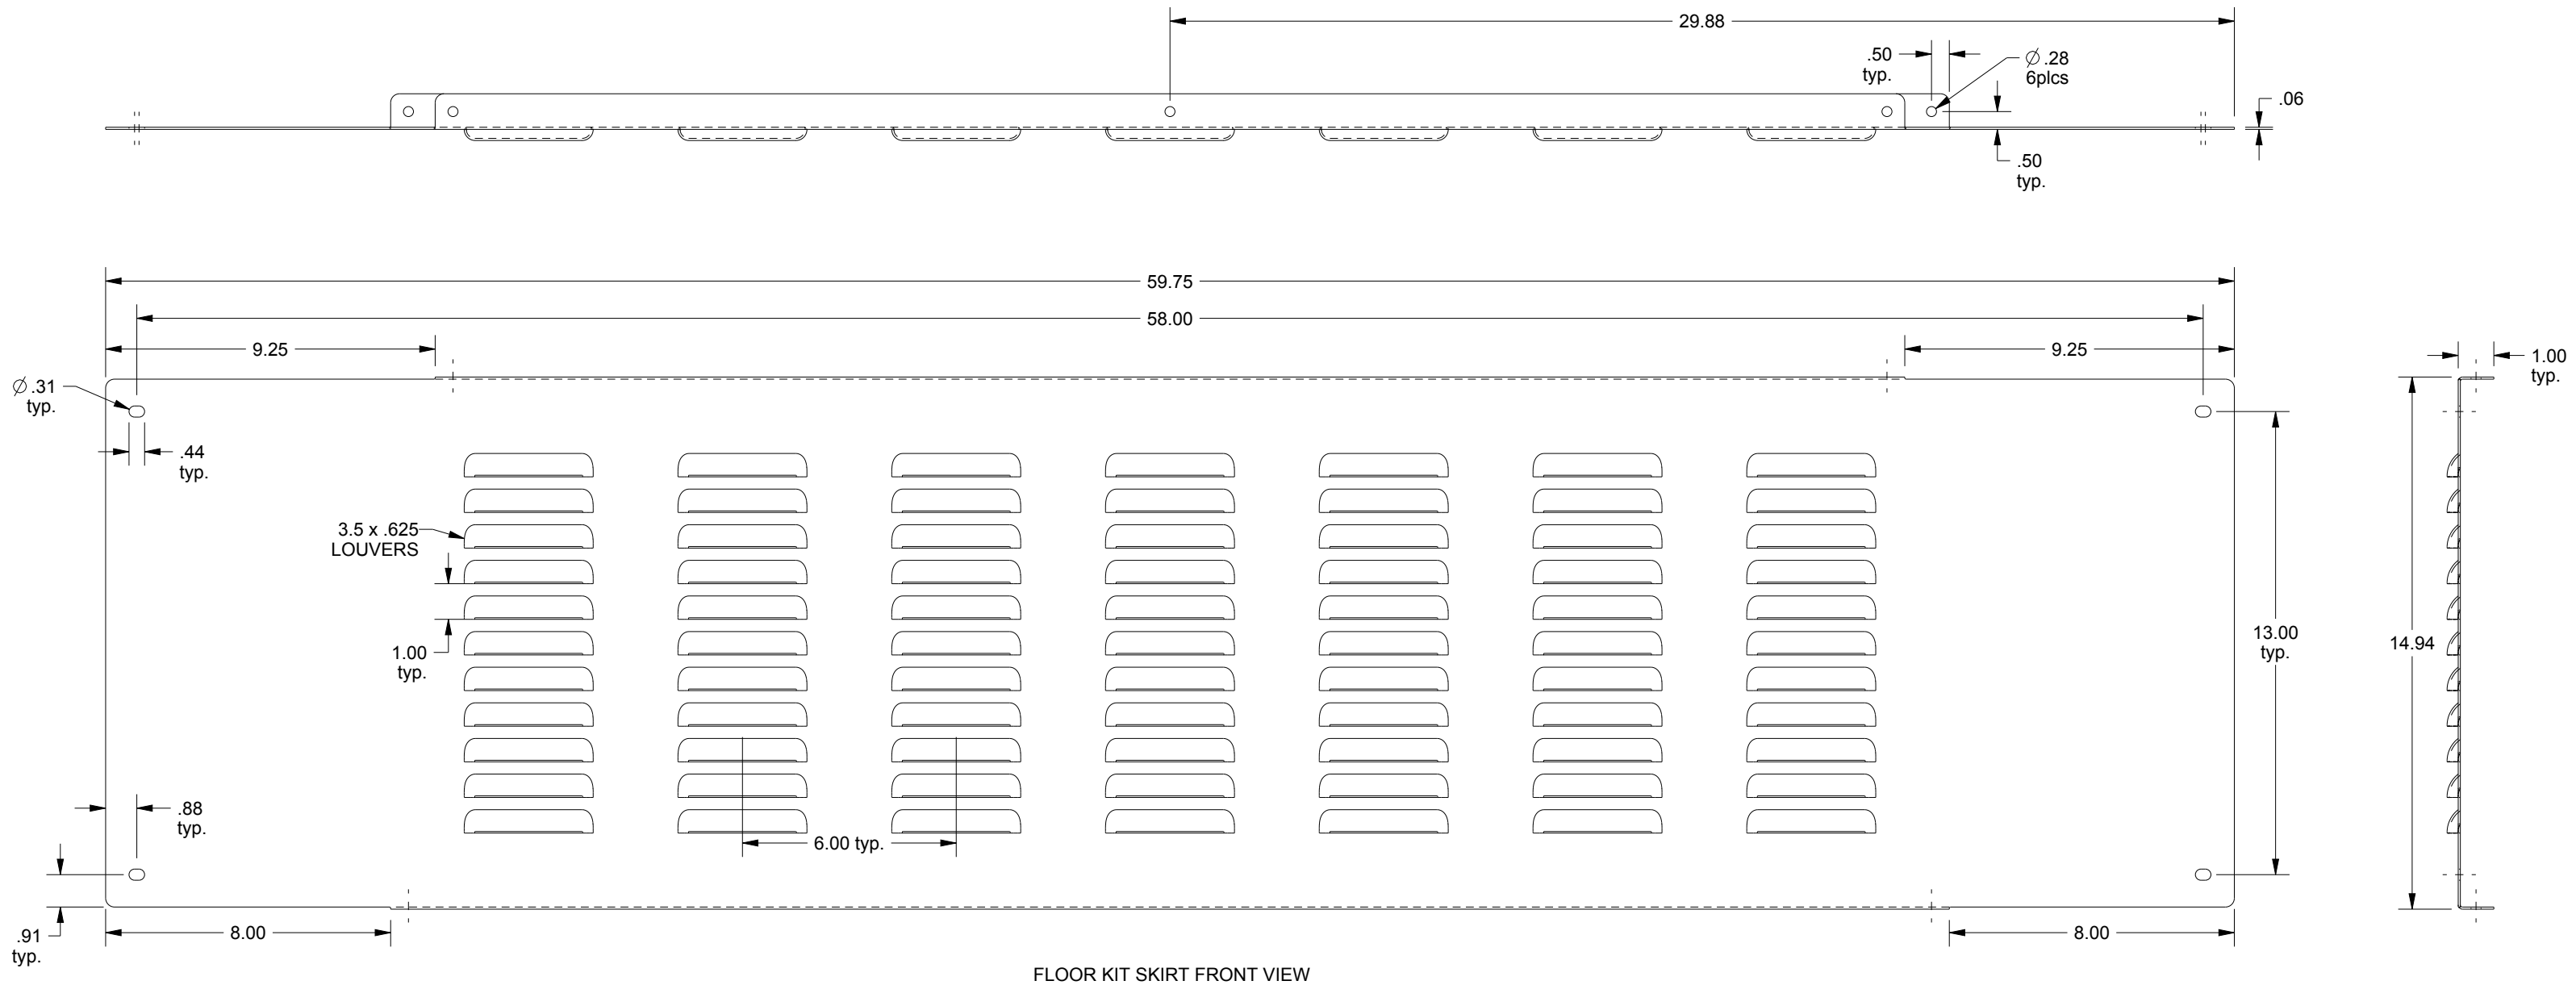 29.88
.50
typ.
∅ .28
6plcs
.06
.50
typ.
59.75
58.00
9.25
9.25
∅ .31
typ.
.44
typ.
1.00
typ.
3.5 x .625
LOUVERS
1.00
typ.
13.00
typ.
14.94
.88
typ.
6.00 typ.
.91
typ.
8.00
8.00
FLOOR KIT SKIRT FRONT VIEW